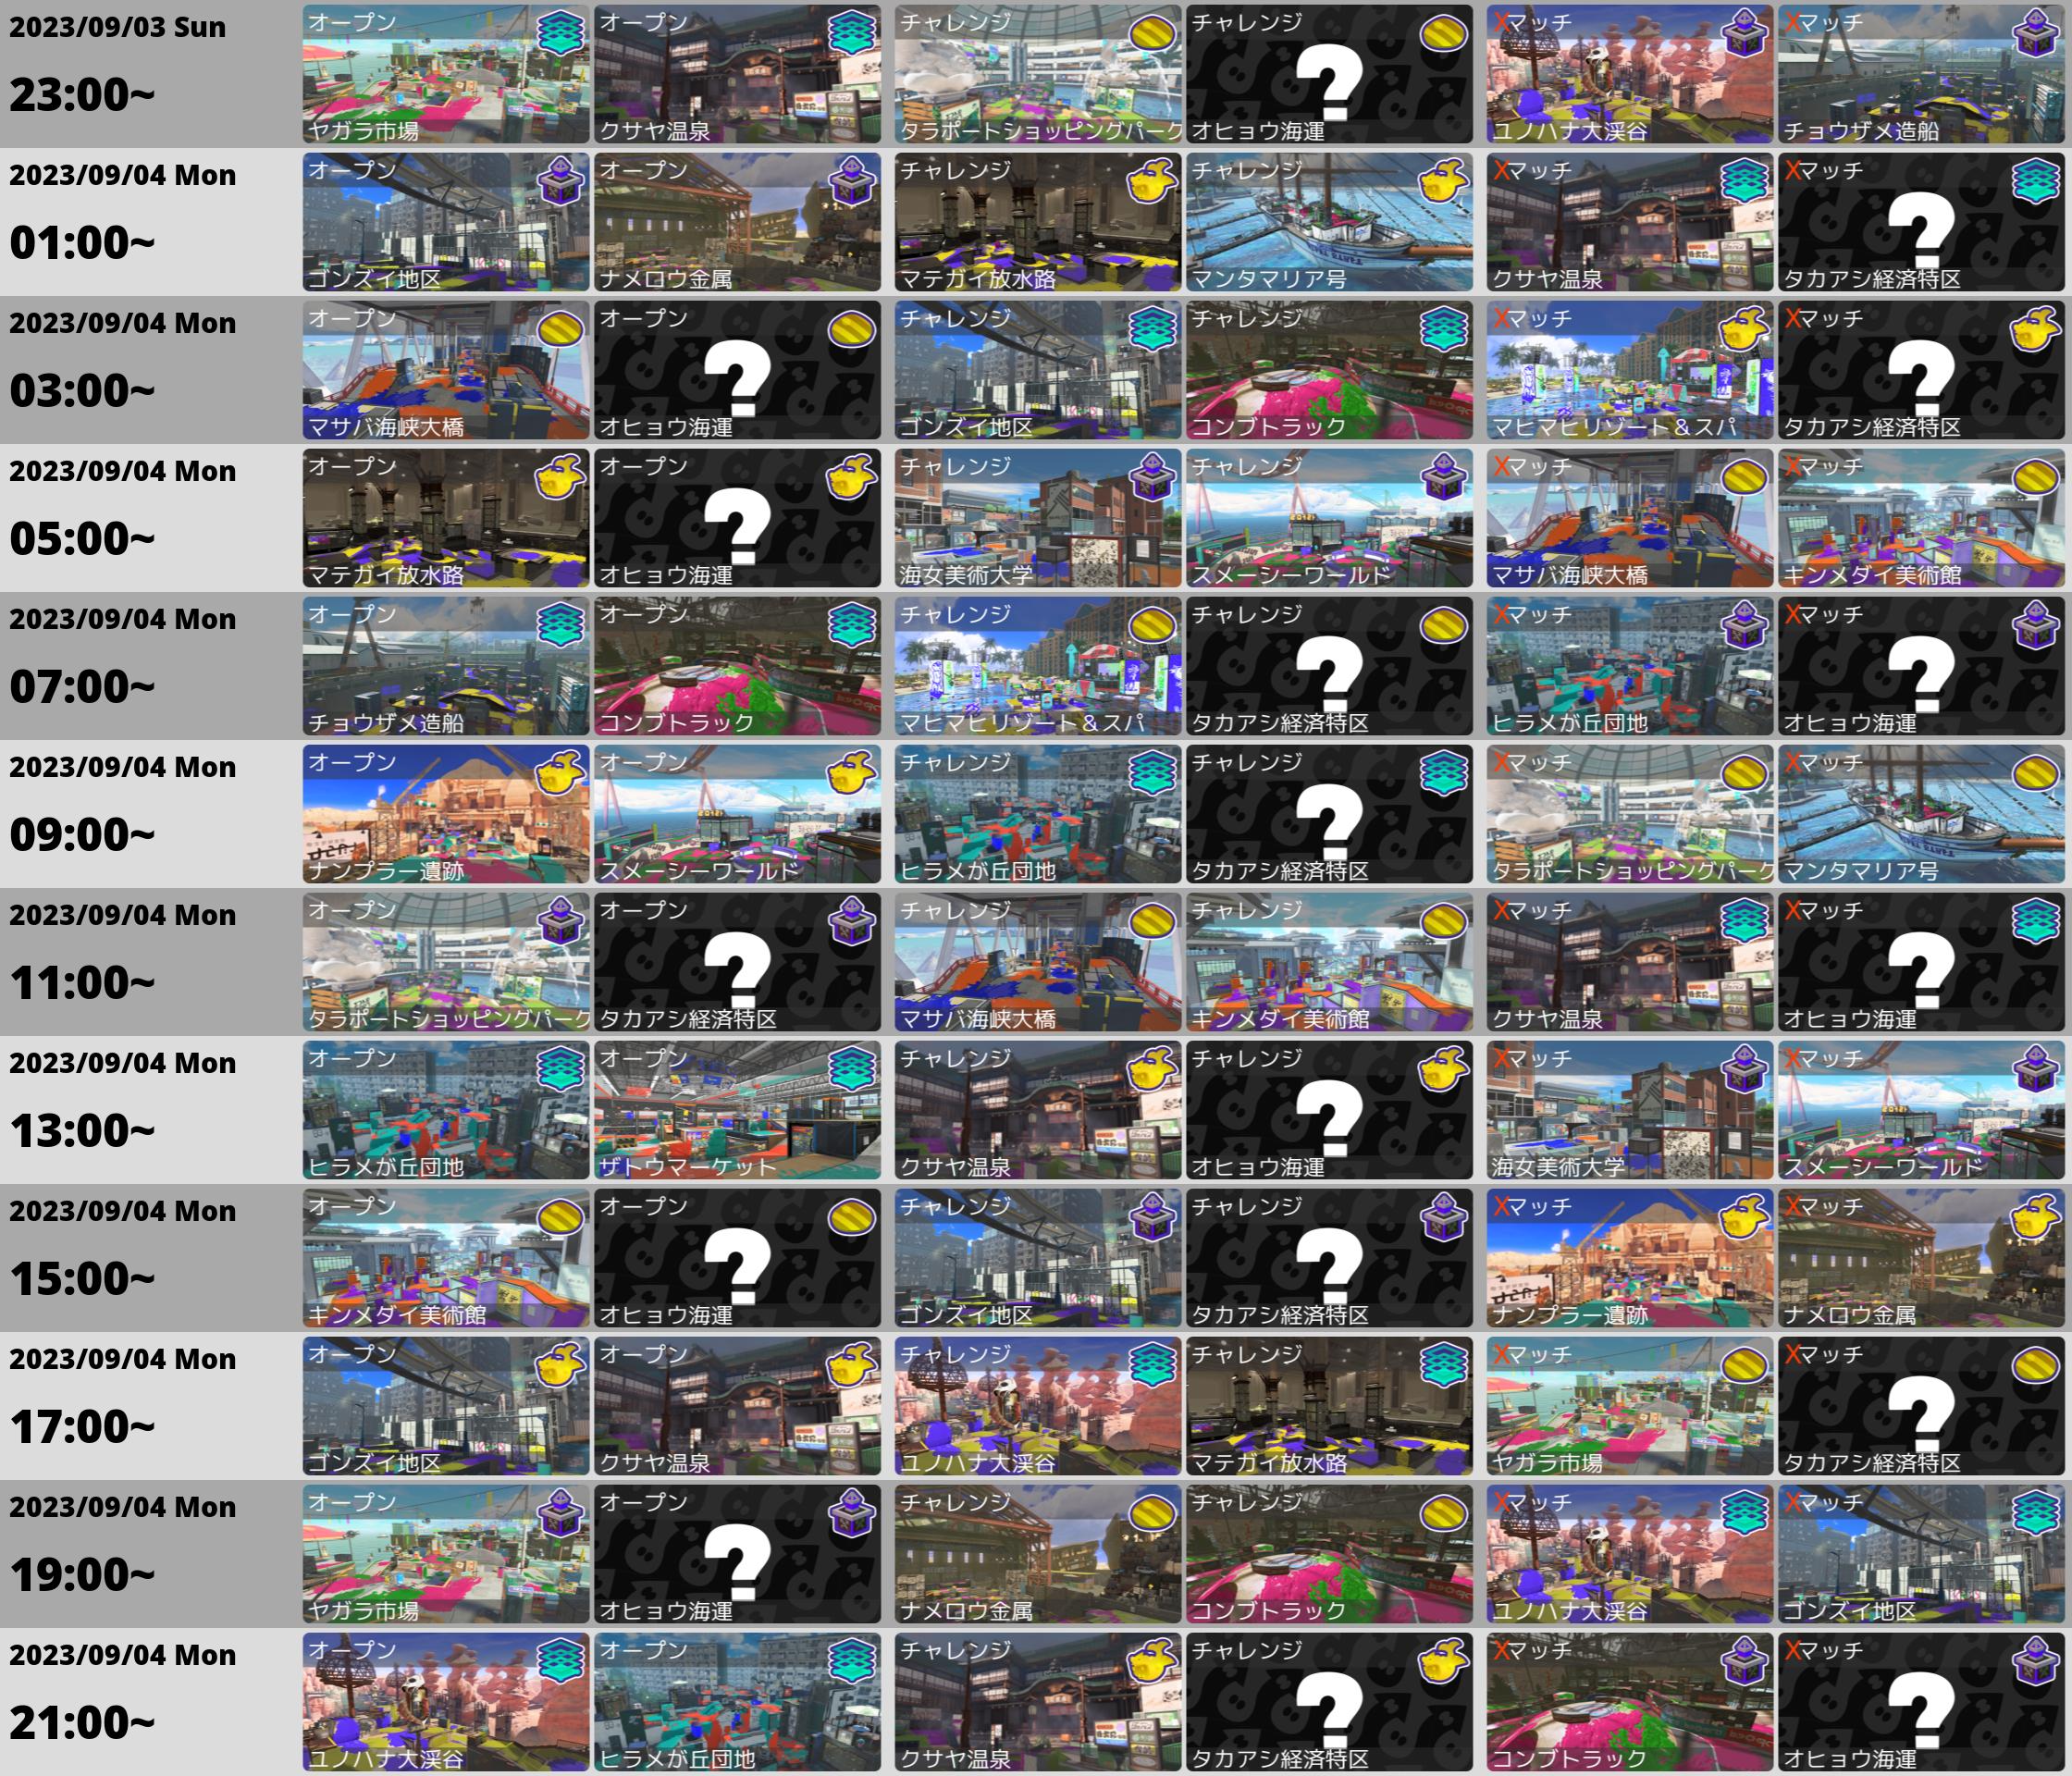 2023/09/03 Sun
23:00~
オープン オープン チャレンジ チャレンジ Xマッチ Xマッチ
ヤガラ市場 クサヤ温泉 タラポートショッピングパーク オヒョウ海運 ユノハナ大渓谷 チョウザメ造船
2023/09/04 Mon
01:00~
オープン オープン チャレンジ チャレンジ Xマッチ Xマッチ
ゴンズイ地区 ナメロウ金属 マテガイ放水路 マンタマリア号 クサヤ温泉 タカアシ経済特区
2023/09/04 Mon
03:00~
オープン オープン チャレンジ チャレンジ Xマッチ Xマッチ
マサバ海峡大橋 オヒョウ海運 ゴンズイ地区 コンブトラック マヒマヒリゾート＆スパ タカアシ経済特区
2023/09/04 Mon
05:00~
オープン オープン チャレンジ チャレンジ Xマッチ Xマッチ
マテガイ放水路 オヒョウ海運 海女美術大学 スメーシーワールド マサバ海峡大橋 キンメダイ美術館
2023/09/04 Mon
07:00~
オープン オープン チャレンジ チャレンジ Xマッチ Xマッチ
チョウザメ造船 コンブトラック マヒマヒリゾート＆スパ タカアシ経済特区 ヒラメが丘団地 オヒョウ海運
2023/09/04 Mon
09:00~
オープン オープン チャレンジ チャレンジ Xマッチ Xマッチ
ナンプラー遺跡 スメーシーワールド ヒラメが丘団地 タカアシ経済特区 タラポートショッピングパーク マンタマリア号
2023/09/04 Mon
11:00~
オープン オープン チャレンジ チャレンジ Xマッチ Xマッチ
タラポートショッピングパーク タカアシ経済特区 マサバ海峡大橋 キンメダイ美術館 クサヤ温泉 オヒョウ海運
2023/09/04 Mon
13:00~
オープン オープン チャレンジ チャレンジ Xマッチ Xマッチ
ヒラメが丘団地 ザトウマーケット クサヤ温泉 オヒョウ海運 海女美術大学 スメーシーワールド
2023/09/04 Mon
15:00~
オープン オープン チャレンジ チャレンジ Xマッチ Xマッチ
キンメダイ美術館 オヒョウ海運 ゴンズイ地区 タカアシ経済特区 ナンプラー遺跡 ナメロウ金属
2023/09/04 Mon
17:00~
オープン オープン チャレンジ チャレンジ Xマッチ Xマッチ
ゴンズイ地区 クサヤ温泉 ユノハナ大渓谷 マテガイ放水路 ヤガラ市場 タカアシ経済特区
2023/09/04 Mon
19:00~
オープン オープン チャレンジ チャレンジ Xマッチ Xマッチ
ヤガラ市場 オヒョウ海運 ナメロウ金属 コンブトラック ユノハナ大渓谷 ゴンズイ地区
2023/09/04 Mon
21:00~
オープン オープン チャレンジ チャレンジ Xマッチ Xマッチ
ユノハナ大渓谷 ヒラメが丘団地 クサヤ温泉 タカアシ経済特区 コンブトラック オヒョウ海運